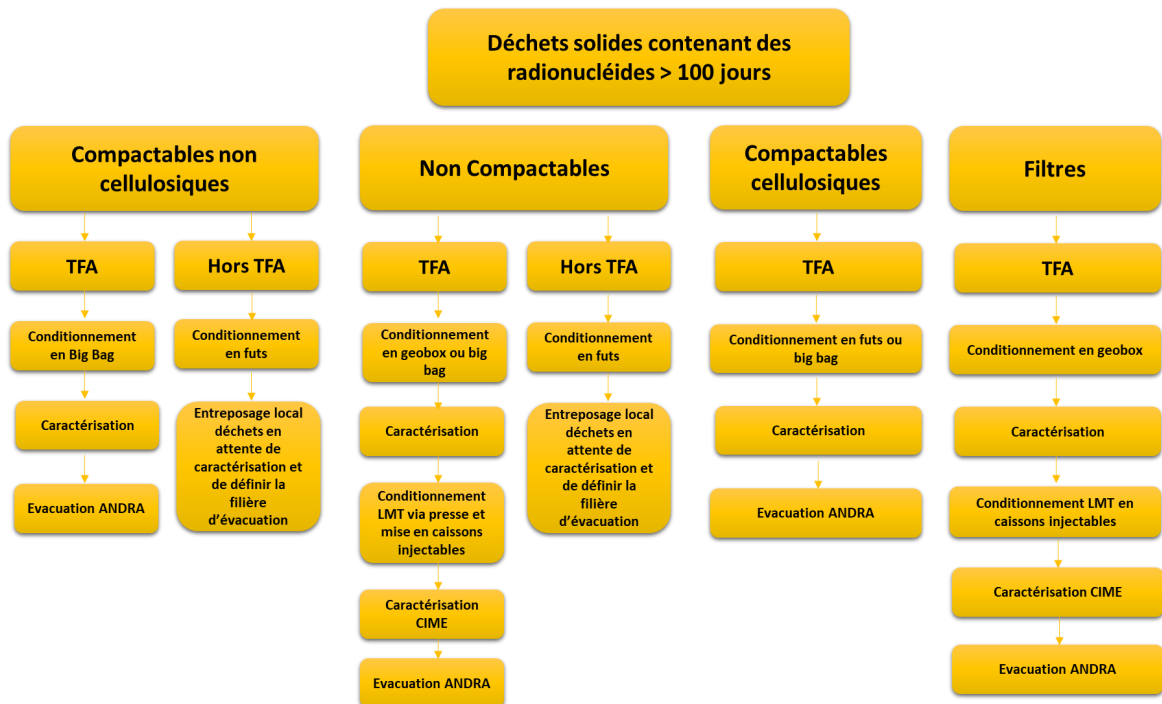 Déchets solides contenant des
radionucléides > 100 jours
Compactables non
cellulosiques
Non Compactables
Compactables
cellulosiques
Filtres
TFA
Hors TFA
TFA
Hors TFA
TFA
TFA
Conditionnement
en Big Bag
Conditionnement
en futs
Conditionnement
en geobox ou big
bag
Conditionnement
en futs
Conditionnement en futs ou
big bag
Conditionnement en geobox
Caractérisation
Entreposage local
déchets en
attente de
caractérisation et
de définir la
filière
d’évacuation
Caractérisation
Entreposage local
déchets en
attente de
caractérisation et
de définir la
filière
d’évacuation
Caractérisation
Caractérisation
Evacuation ANDRA
Conditionnement
LMT via presse et
mise en caissons
injectables
Evacuation ANDRA
Conditionnement LMT en
caissons injectables
Caractérisation
CIME
Caractérisation CIME
Evacuation ANDRA
Evacuation ANDRA